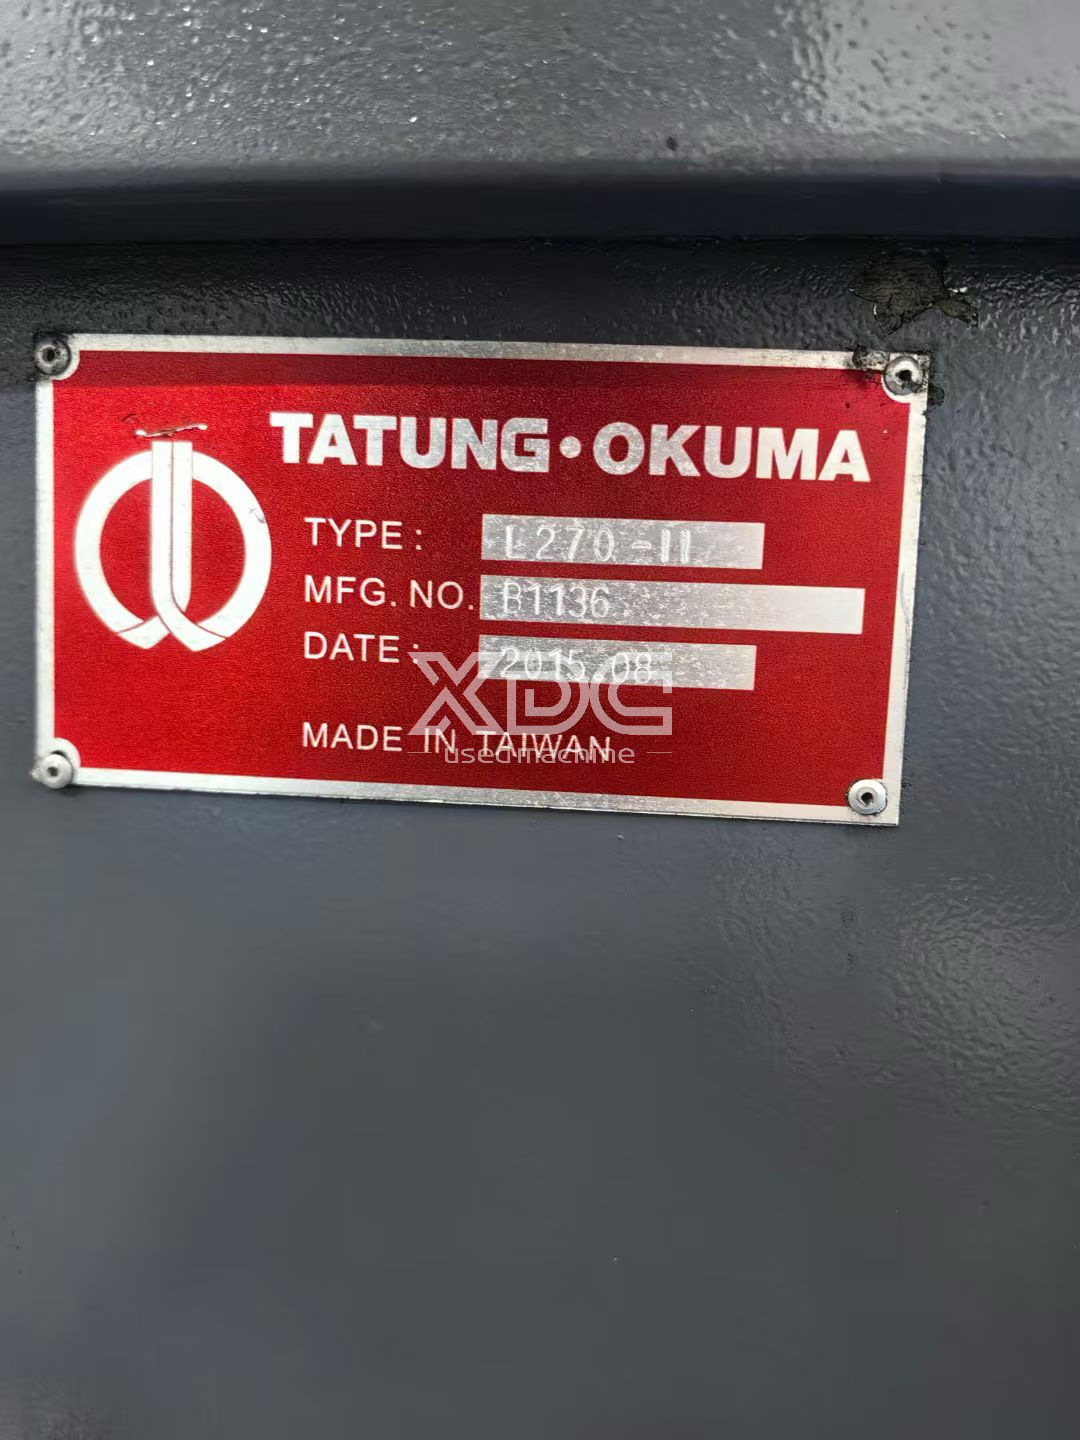 TATUNG•OKUMA
TYPE: L270-II
MFG. NO. B1136
DATE: 2015.08
MADE IN TAIWAN
XDC
used machine